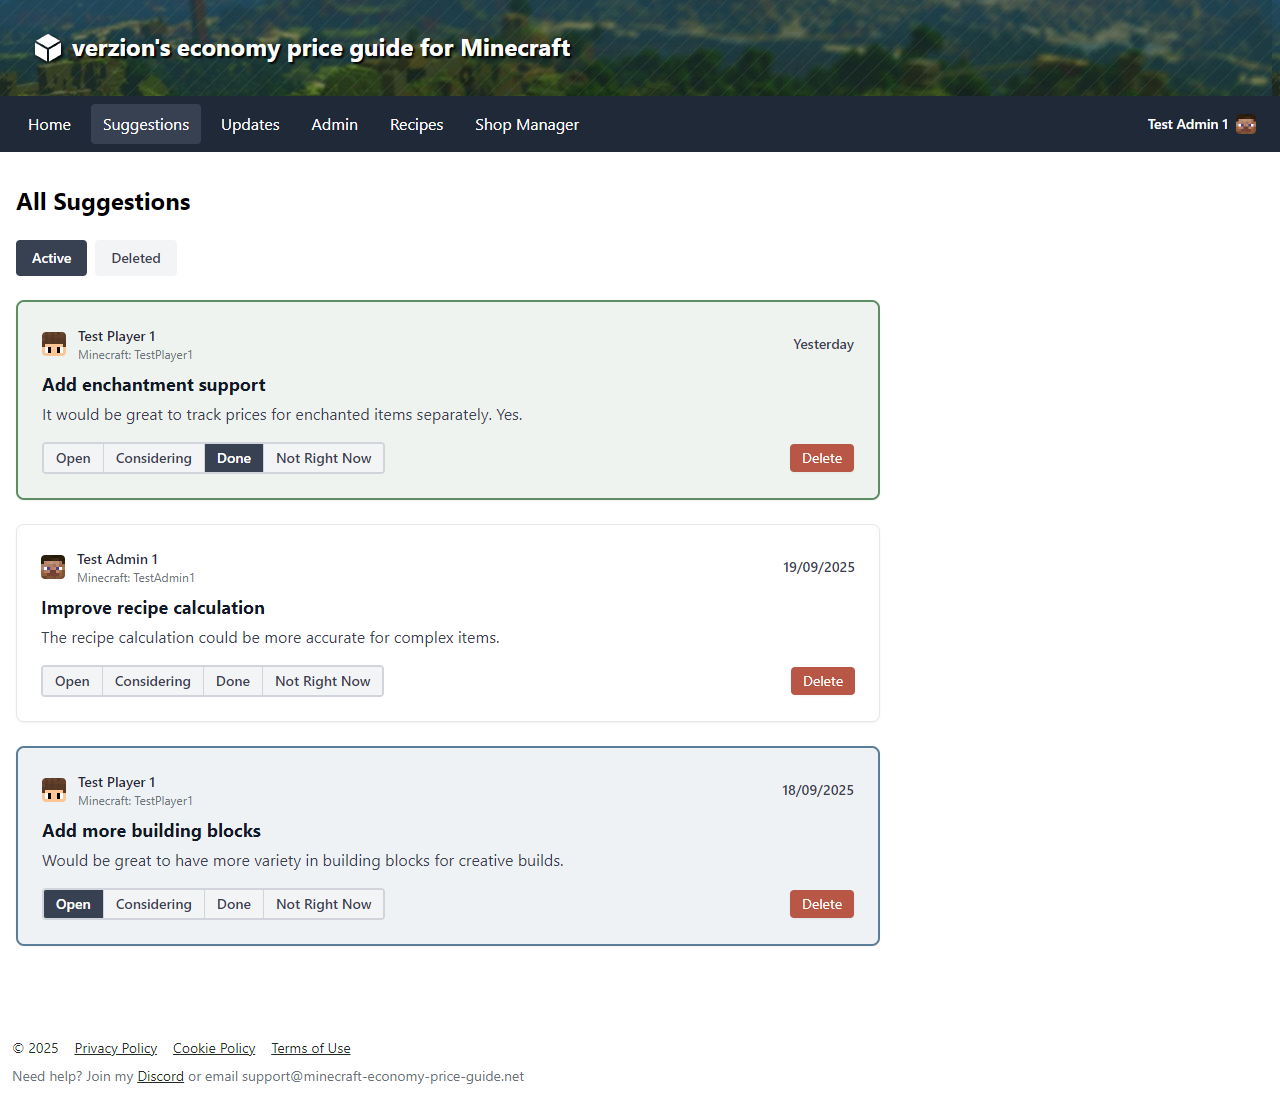 verzion's economy price guide for Minecraft
Home Suggestions Updates Admin Recipes Shop Manager Test Admin 1
All Suggestions
Active Deleted
Test Player 1
Minecraft: TestPlayer1
Yesterday
Add enchantment support
It would be great to track prices for enchanted items separately. Yes.
Open Considering Done Not Right Now Delete
Test Admin 1
Minecraft: TestAdmin1
19/09/2025
Improve recipe calculation
The recipe calculation could be more accurate for complex items.
Open Considering Done Not Right Now Delete
Test Player 1
Minecraft: TestPlayer1
18/09/2025
Add more building blocks
Would be great to have more variety in building blocks for creative builds.
Open Considering Done Not Right Now Delete
© 2025 Privacy Policy Cookie Policy Terms of Use
Need help? Join my Discord or email support@minecraft-economy-price-guide.net